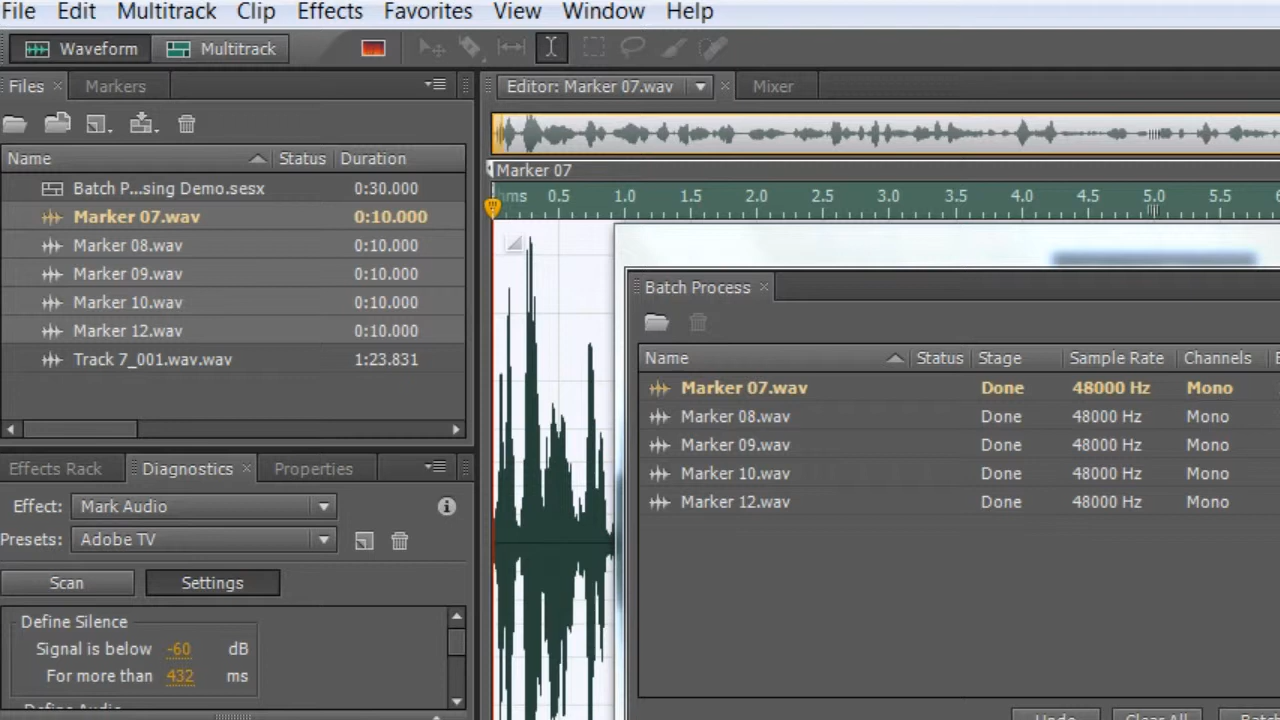 File Edit Multitrack Clip Effects Favorites View Window Help
Waveform Multitrack
Files Markers
Name Status Duration
Batch P...sing Demo.sesx 0:30.000
Marker 07.wav 0:10.000
Marker 08.wav 0:10.000
Marker 09.wav 0:10.000
Marker 10.wav 0:10.000
Marker 12.wav 0:10.000
Track 7_001.wav.wav 1:23.831
Effects Rack Diagnostics Properties
Effect: Mark Audio
Presets: Adobe TV
Scan Settings
Define Silence
Signal is below -60 dB
For more than 432 ms
Define Audio
Editor: Marker 07.wav Mixer
Marker 07
hms 0.5 1.0 1.5 2.0 2.5 3.0 3.5 4.0 4.5 5.0 5.5
Batch Process
Name Status Stage Sample Rate Channels
Marker 07.wav Done 48000 Hz Mono
Marker 08.wav Done 48000 Hz Mono
Marker 09.wav Done 48000 Hz Mono
Marker 10.wav Done 48000 Hz Mono
Marker 12.wav Done 48000 Hz Mono
Undo Clear All